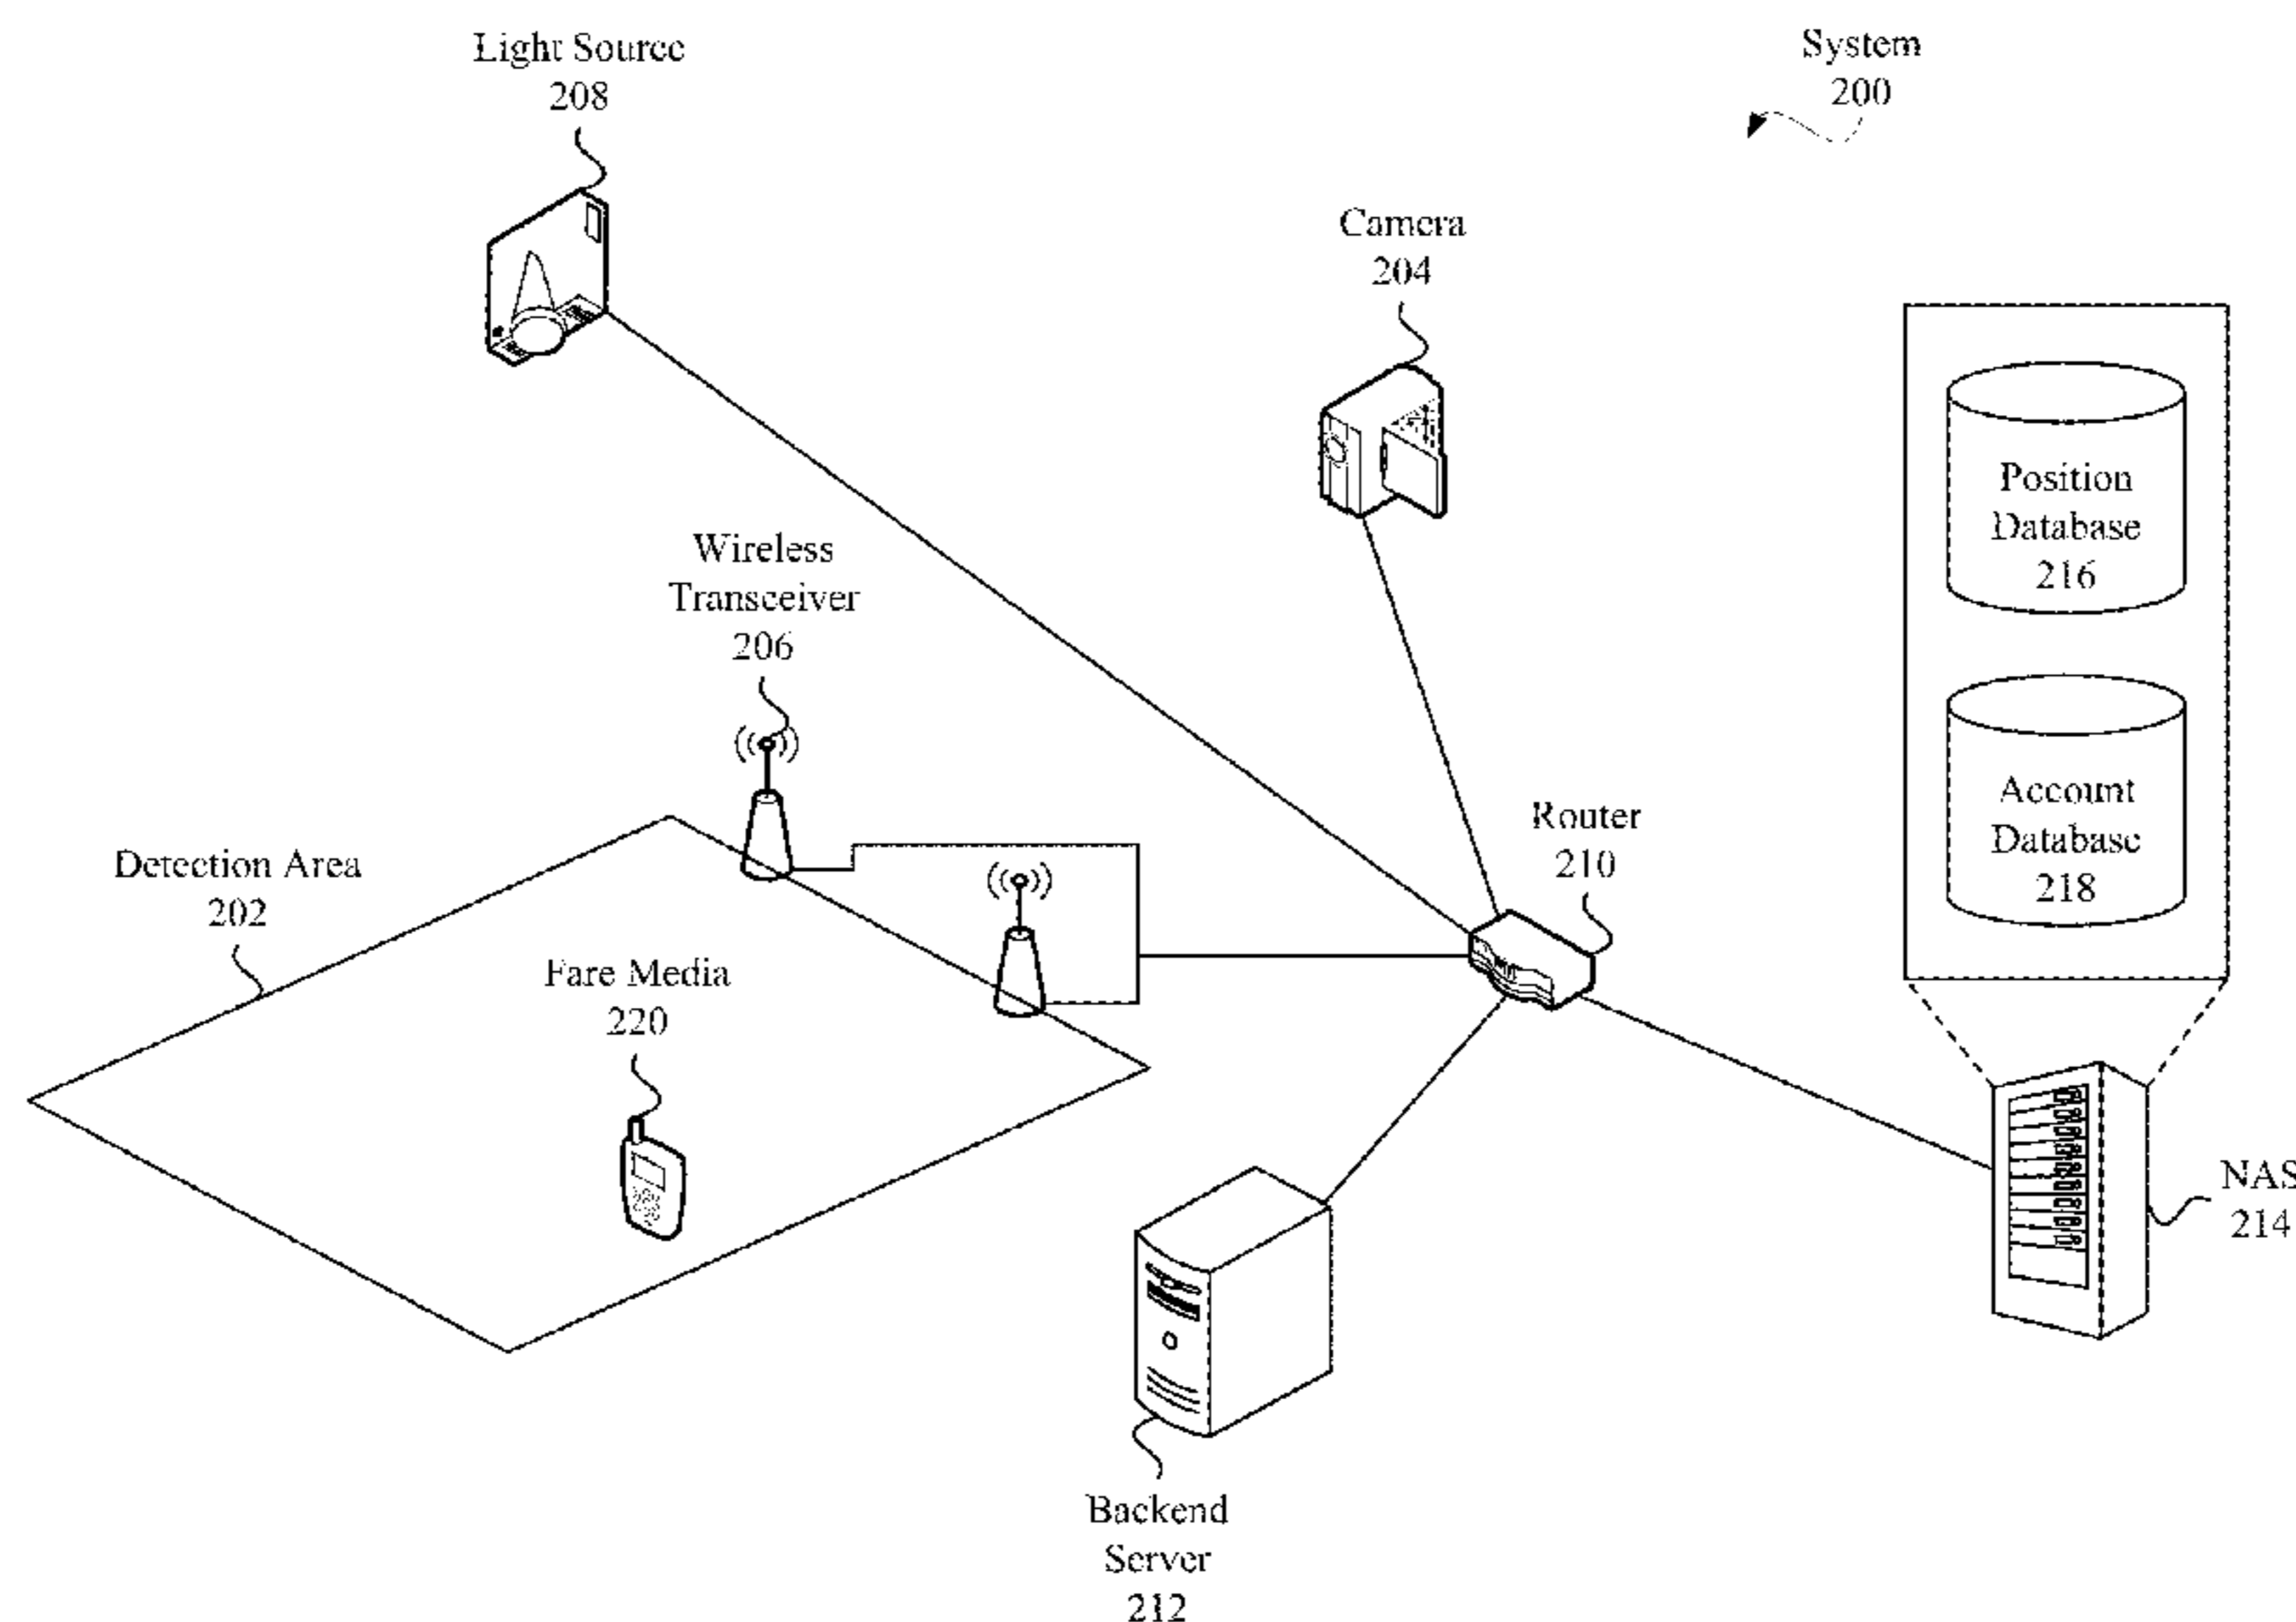 Light Source
208
System
200
Camera
204
Position
Database
216
Wireless
Transceiver
206
Account
Database
218
Router
210
Detection Area
202
Fare Media
220
NAS
214
Backend
Server
212